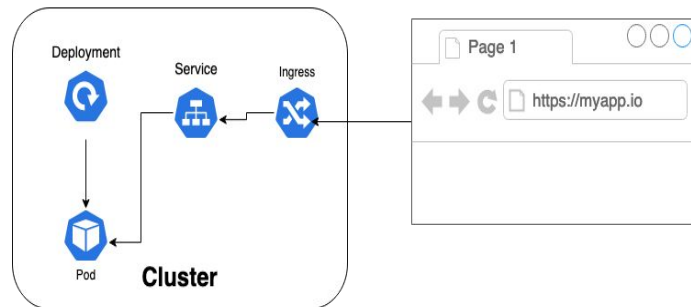 Deployment
Service
Ingress
Pod
Cluster
Page 1
https://myapp.io